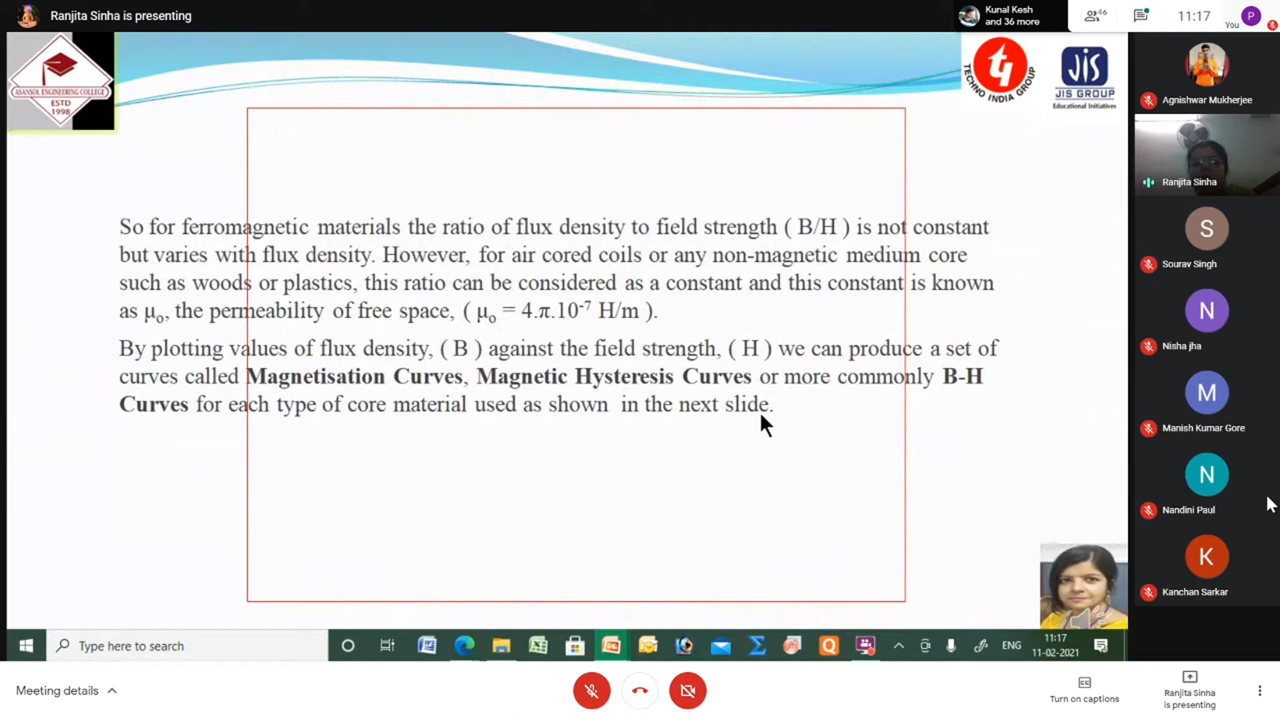 Ranjita Sinha is presenting
Kunal Kesh
and 36 more
46
11:17
P
You
ASANSOL ENGINEERING COLLEGE
ESTD
1998
TECHNO INDIA GROUP
JIS GROUP
Educational Initiatives
So for ferromagnetic materials the ratio of flux density to field strength ( B/H ) is not constant
but varies with flux density. However, for air cored coils or any non-magnetic medium core
such as woods or plastics, this ratio can be considered as a constant and this constant is known
as μo, the permeability of free space, ( μo = 4.π.10-7 H/m ).
By plotting values of flux density, ( B ) against the field strength, ( H ) we can produce a set of
curves called Magnetisation Curves, Magnetic Hysteresis Curves or more commonly B-H
Curves for each type of core material used as shown in the next slide.
Agnishwar Mukherjee
Ranjita Sinha
S
Sourav Singh
N
Nisha jha
M
Manish Kumar Gore
N
Nandini Paul
K
Kanchan Sarkar
Type here to search
ENG
11:17
11-02-2021
Meeting details
Turn on captions
Ranjita Sinha
is presenting